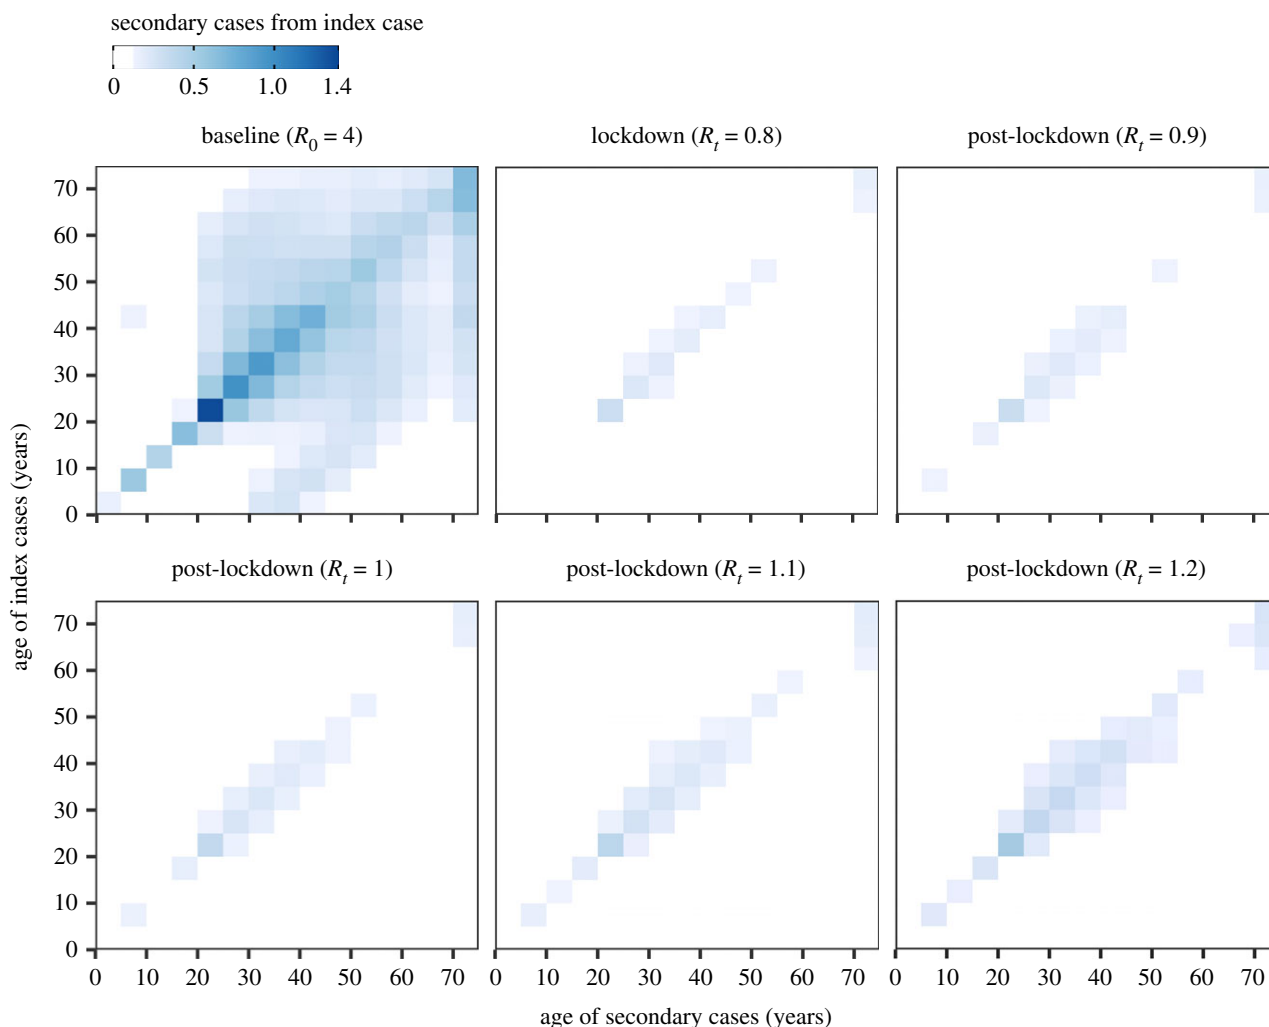 secondary cases from index case
0 0.5 1.0 1.4
baseline (R0 = 4)
lockdown (Rt = 0.8)
post-lockdown (Rt = 0.9)
70
60
50
40
30
20
10
0
post-lockdown (Rt = 1)
post-lockdown (Rt = 1.1)
post-lockdown (Rt = 1.2)
70
60
50
40
30
20
10
0
0 10 20 30 40 50 60 70
0 10 20 30 40 50 60 70
0 10 20 30 40 50 60 70
age of index cases (years)
age of secondary cases (years)